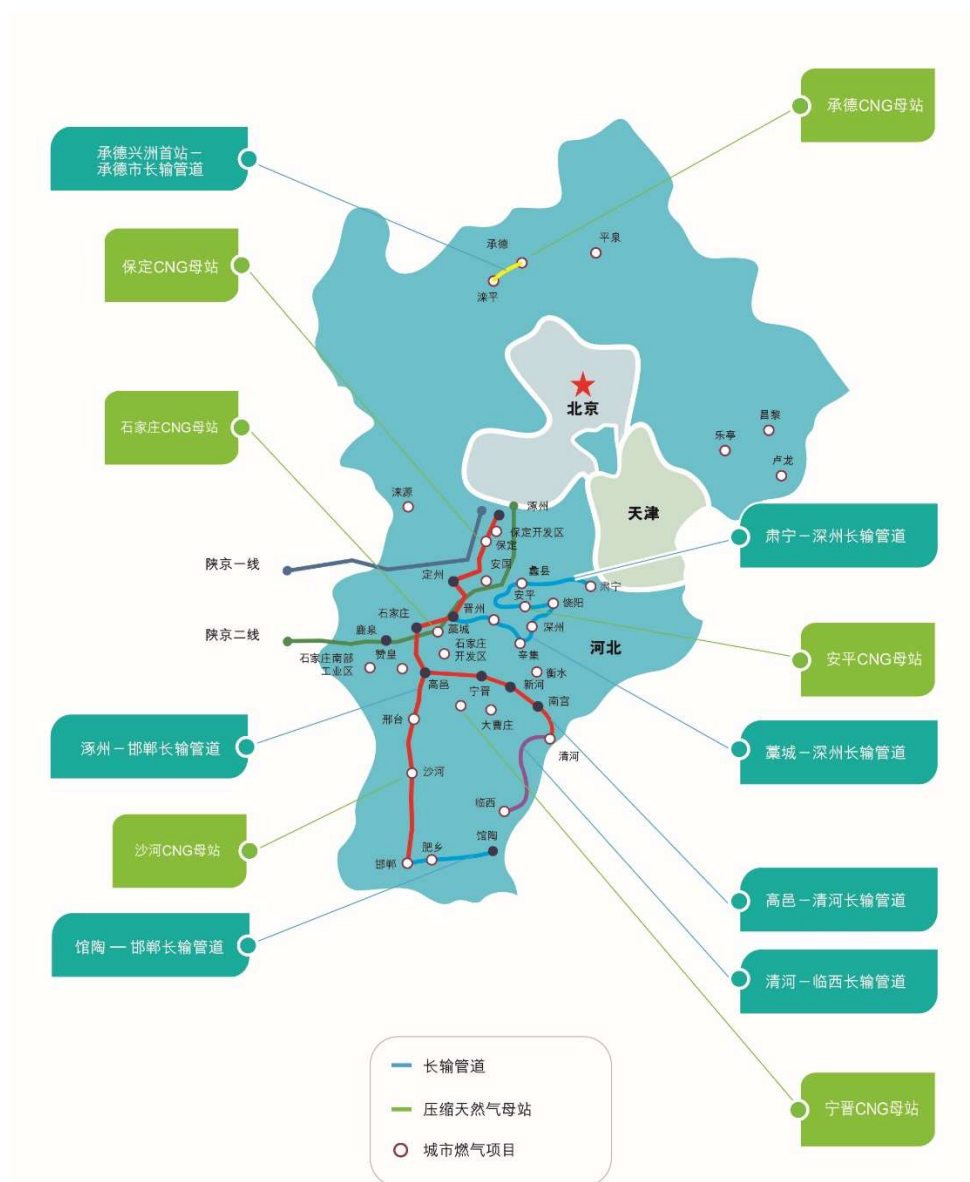 承德CNG母站
承德兴洲首站－
承德市长输管道
保定CNG母站
石家庄CNG母站
承德
平泉
滦平
北京
昌黎
乐亭
卢龙
天津
涞源
涿州
保定开发区
保定
陕京一线
定州
安国
蠡县
肃宁
安平
饶阳
石家庄
晋州
陕京二线
鹿泉
藁城
深州
河北
石家庄南部
工业区
赞皇
石家庄
开发区
辛集
衡水
高邑
宁晋
新河
南宫
邢台
大曹庄
清河
沙河
临西
馆陶
邯郸
肥乡
肃宁－深州长输管道
安平CNG母站
涿州－邯郸长输管道
藁城－深州长输管道
沙河CNG母站
高邑－清河长输管道
馆陶 — 邯郸长输管道
清河－临西长输管道
宁晋CNG母站
长输管道
压缩天然气母站
城市燃气项目